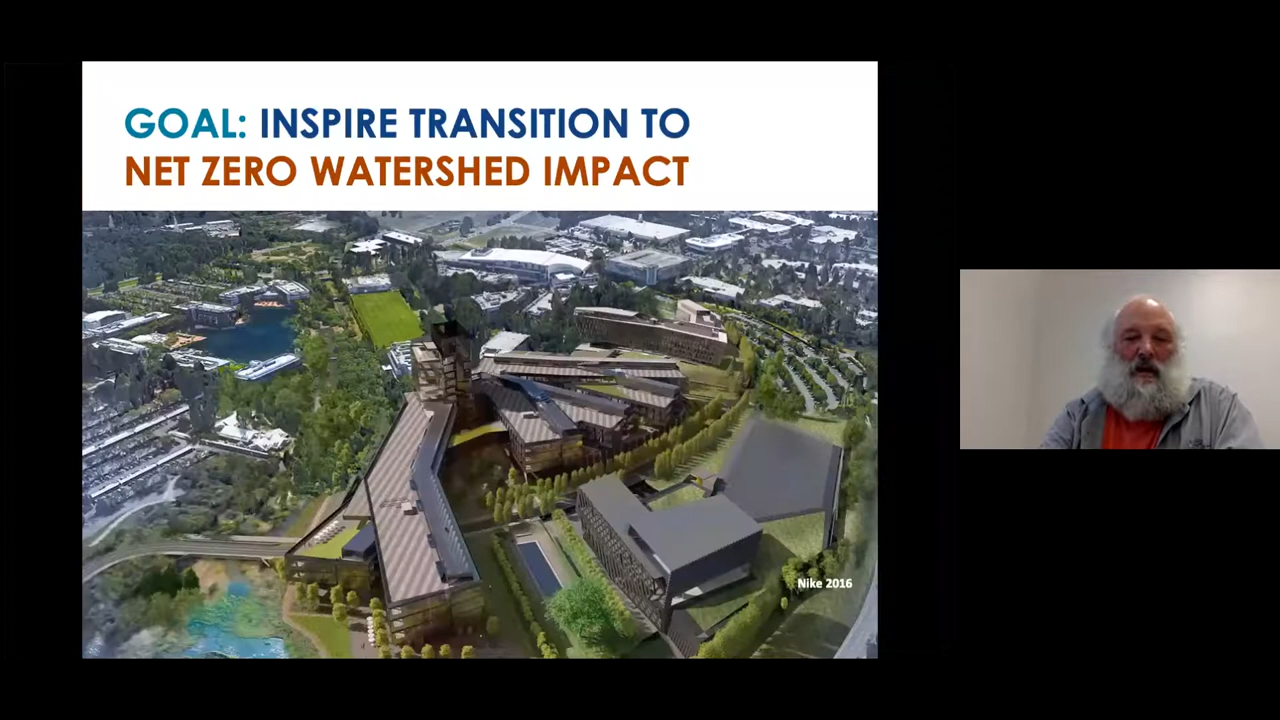 GOAL: INSPIRE TRANSITION TO
NET ZERO WATERSHED IMPACT
Nike 2016